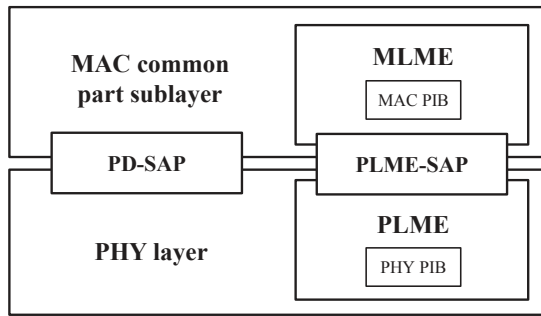 MAC common
part sublayer
MLME
MAC PIB
PD-SAP
PLME-SAP
PHY layer
PLME
PHY PIB